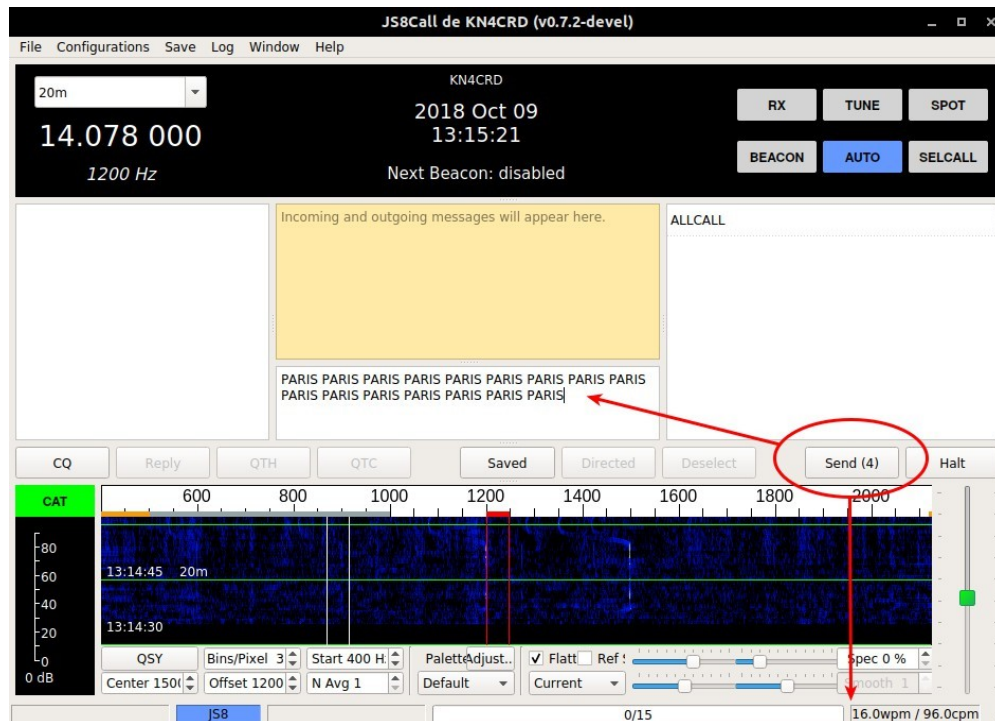 JS8Call de KN4CRD (v0.7.2-devel)
File Configurations Save Log Window Help
20m
14.078 000
1200 Hz
KN4CRD
2018 Oct 09
13:15:21
Next Beacon: disabled
RX TUNE SPOT
BEACON AUTO SELCALL
Incoming and outgoing messages will appear here.
ALLCALL
PARIS PARIS PARIS PARIS PARIS PARIS PARIS PARIS PARIS
PARIS PARIS PARIS PARIS PARIS PARIS PARIS
CQ Reply QTH QTC Saved Directed Deselect Send (4) Halt
CAT
600 800 1000 1200 1400 1600 1800 2000
80
60
40
20
0
0 dB
13:14:45 20m
13:14:30
QSY Bins/Pixel 3 Start 400 H Palette Adjust.. Flatt Ref Spec 0 %
Center 1500 Offset 1200 N Avg 1 Default Current Smooth 1
JS8 0/15 16.0wpm / 96.0cpm